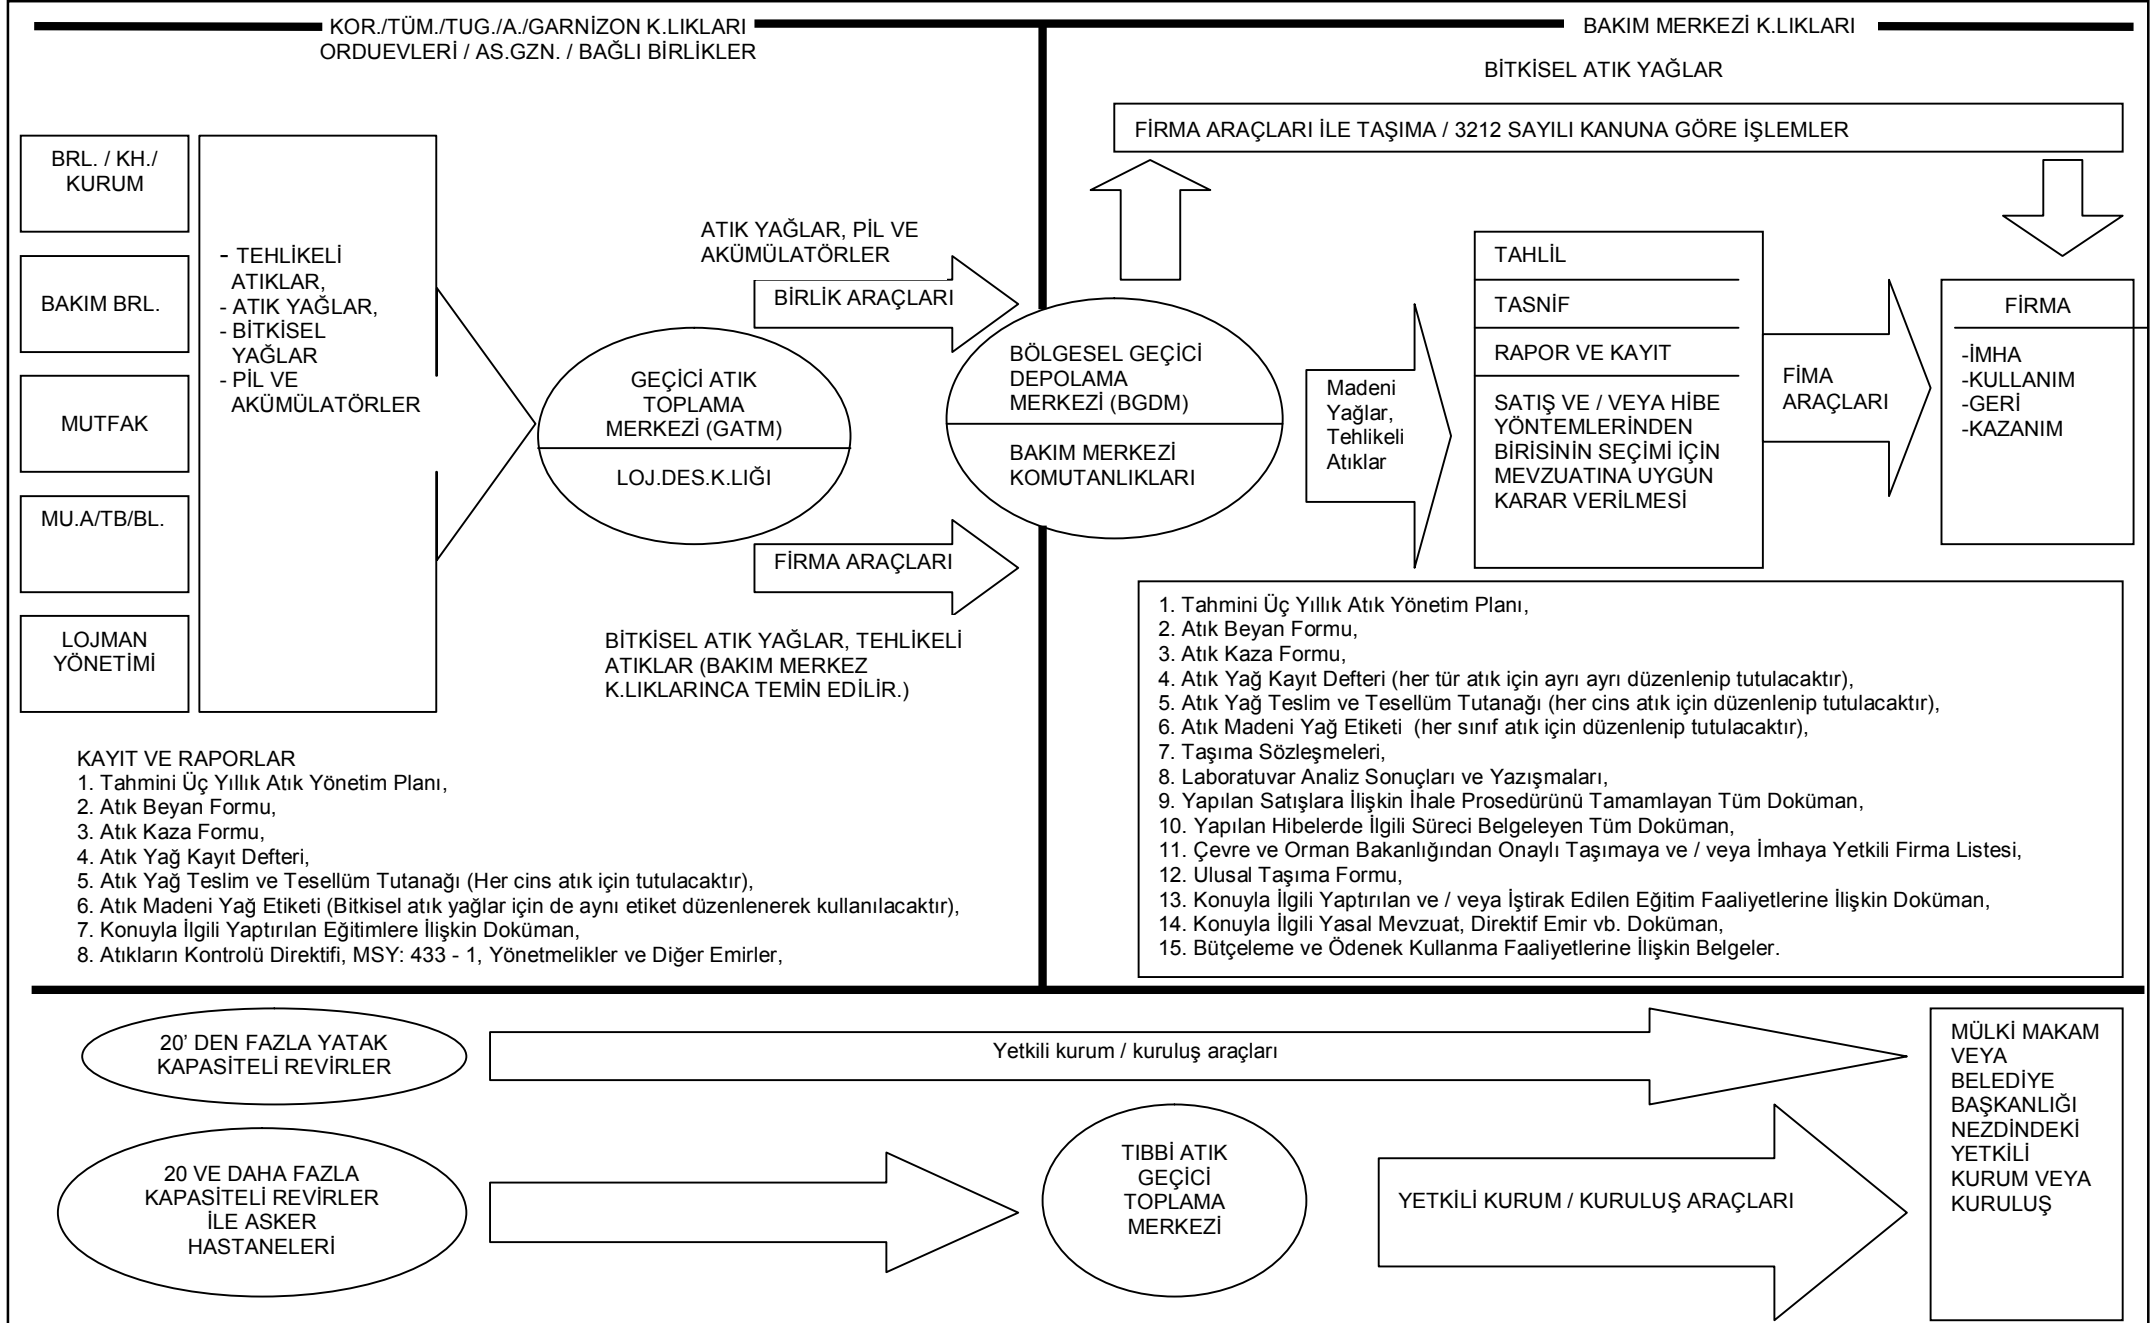 KOR./TÜM./TUG./A./GARNİZON K.LIKLARI
ORDUEVLERİ / AS.GZN. / BAĞLI BİRLİKLER
BRL. / KH./
KURUM
BAKIM BRL.
MUTFAK
MU.A/TB/BL.
LOJMAN
YÖNETİMİ
- TEHLİKELİ
ATIKLAR,
- ATIK YAĞLAR,
- BİTKİSEL
YAĞLAR
- PİL VE
AKÜMÜLATÖRLER
GEÇİCİ ATIK
TOPLAMA
MERKEZİ (GATM)
LOJ.DES.K.LIĞI
ATIK YAĞLAR, PİL VE
AKÜMÜLATÖRLER
BİRLİK ARAÇLARI
FİRMA ARAÇLARI
BİTKİSEL ATIK YAĞLAR, TEHLİKELİ
ATIKLAR (BAKIM MERKEZ
K.LIKLARINCA TEMİN EDİLİR.)
KAYIT VE RAPORLAR
1. Tahmini Üç Yıllık Atık Yönetim Planı,
2. Atık Beyan Formu,
3. Atık Kaza Formu,
4. Atık Yağ Kayıt Defteri,
5. Atık Yağ Teslim ve Tesellüm Tutanağı (Her cins atık için tutulacaktır),
6. Atık Madeni Yağ Etiketi (Bitkisel atık yağlar için de aynı etiket düzenlenerek kullanılacaktır),
7. Konuyla İlgili Yaptırılan Eğitimlere İlişkin Doküman,
8. Atıkların Kontrolü Direktifi, MSY: 433 - 1, Yönetmelikler ve Diğer Emirler,
BAKIM MERKEZİ K.LIKLARI
BİTKİSEL ATIK YAĞLAR
FİRMA ARAÇLARI İLE TAŞIMA / 3212 SAYILI KANUNA GÖRE İŞLEMLER
BÖLGESEL GEÇİCİ
DEPOLAMA
MERKEZİ (BGDM)
BAKIM MERKEZİ
KOMUTANLIKLARI
Madeni
Yağlar,
Tehlikeli
Atıklar
TAHLİL
TASNİF
RAPOR VE KAYIT
SATIŞ VE / VEYA HİBE
YÖNTEMLERİNDEN
BİRİSİNİN SEÇİMİ İÇİN
MEVZUATINA UYGUN
KARAR VERİLMESİ
FİMA
ARAÇLARI
FİRMA
-İMHA
-KULLANIM
-GERİ
-KAZANIM
1. Tahmini Üç Yıllık Atık Yönetim Planı,
2. Atık Beyan Formu,
3. Atık Kaza Formu,
4. Atık Yağ Kayıt Defteri (her tür atık için ayrı ayrı düzenlenip tutulacaktır),
5. Atık Yağ Teslim ve Tesellüm Tutanağı (her cins atık için düzenlenip tutulacaktır),
6. Atık Madeni Yağ Etiketi (her sınıf atık için düzenlenip tutulacaktır),
7. Taşıma Sözleşmeleri,
8. Laboratuvar Analiz Sonuçları ve Yazışmaları,
9. Yapılan Satışlara İlişkin İhale Prosedürünü Tamamlayan Tüm Doküman,
10. Yapılan Hibelerde İlgili Süreci Belgeleyen Tüm Doküman,
11. Çevre ve Orman Bakanlığından Onaylı Taşımaya ve / veya İmhaya Yetkili Firma Listesi,
12. Ulusal Taşıma Formu,
13. Konuyla İlgili Yaptırılan ve / veya İştirak Edilen Eğitim Faaliyetlerine İlişkin Doküman,
14. Konuyla İlgili Yasal Mevzuat, Direktif Emir vb. Doküman,
15. Bütçeleme ve Ödenek Kullanma Faaliyetlerine İlişkin Belgeler.
20' DEN FAZLA YATAK
KAPASİTELİ REVİRLER
Yetkili kurum / kuruluş araçları
20 VE DAHA FAZLA
KAPASİTELİ REVİRLER
İLE ASKER
HASTANELERİ
TIBBİ ATIK
GEÇİCİ
TOPLAMA
MERKEZİ
YETKİLİ KURUM / KURULUŞ ARAÇLARI
MÜLKİ MAKAM
VEYA
BELEDİYE
BAŞKANLIĞI
NEZDİNDEKİ
YETKİLİ
KURUM VEYA
KURULUŞ